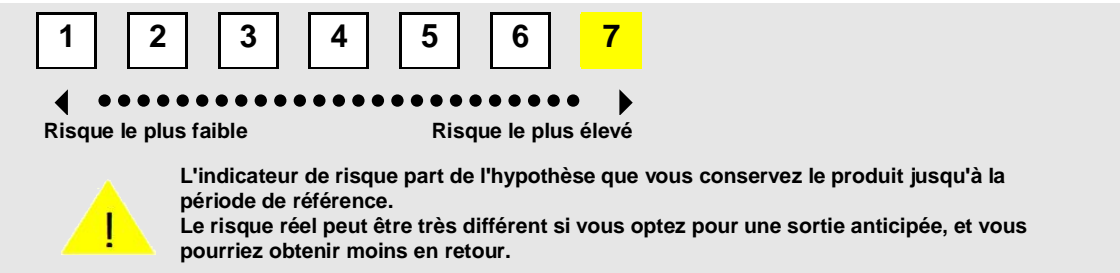 1 2 3 4 5 6 7
Risque le plus faible Risque le plus élevé
L'indicateur de risque part de l'hypothèse que vous conservez le produit jusqu'à la
période de référence.
Le risque réel peut être très différent si vous optez pour une sortie anticipée, et vous
pourriez obtenir moins en retour.
!